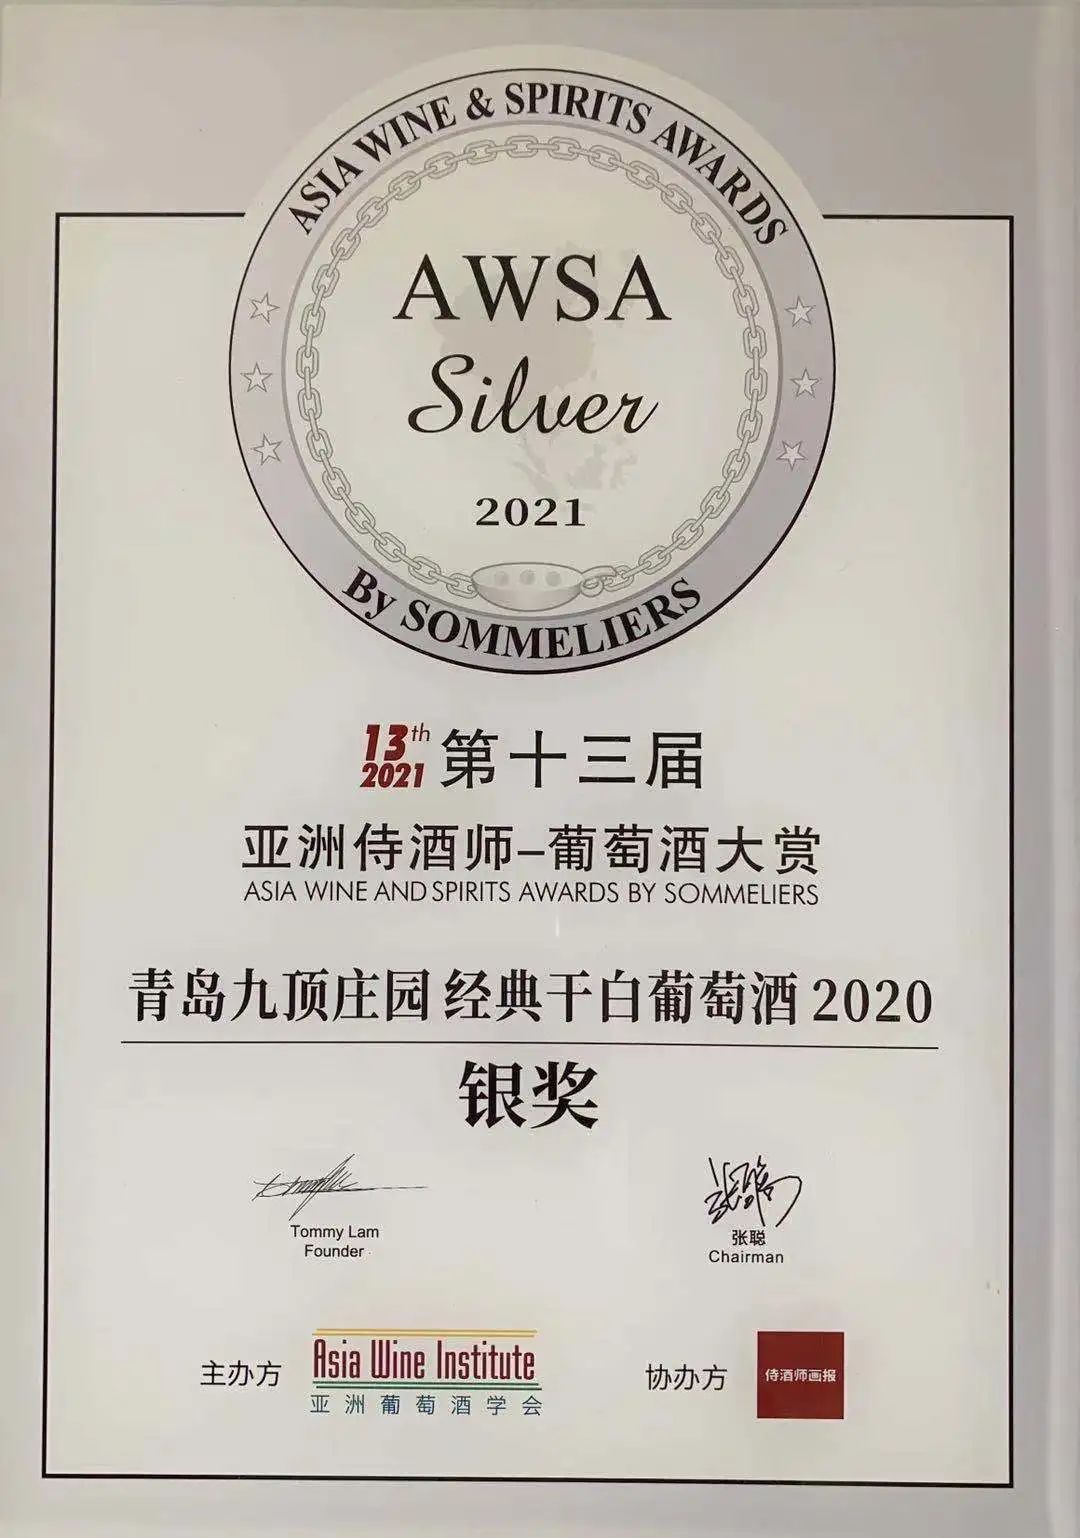 ASIA WINE & SPIRITS AWARDS
AWSA
Silver
2021
By SOMMELIERS
13th
2021
第十三届
亚洲侍酒师-葡萄酒大赏
ASIA WINE AND SPIRITS AWARDS BY SOMMELIERS
青岛九顶庄园 经典干白葡萄酒 2020
银奖
Tommy Lam
Founder
张聪
Chairman
主办方
Asia Wine Institute
亚洲葡萄酒学会
协办方
侍酒师画报